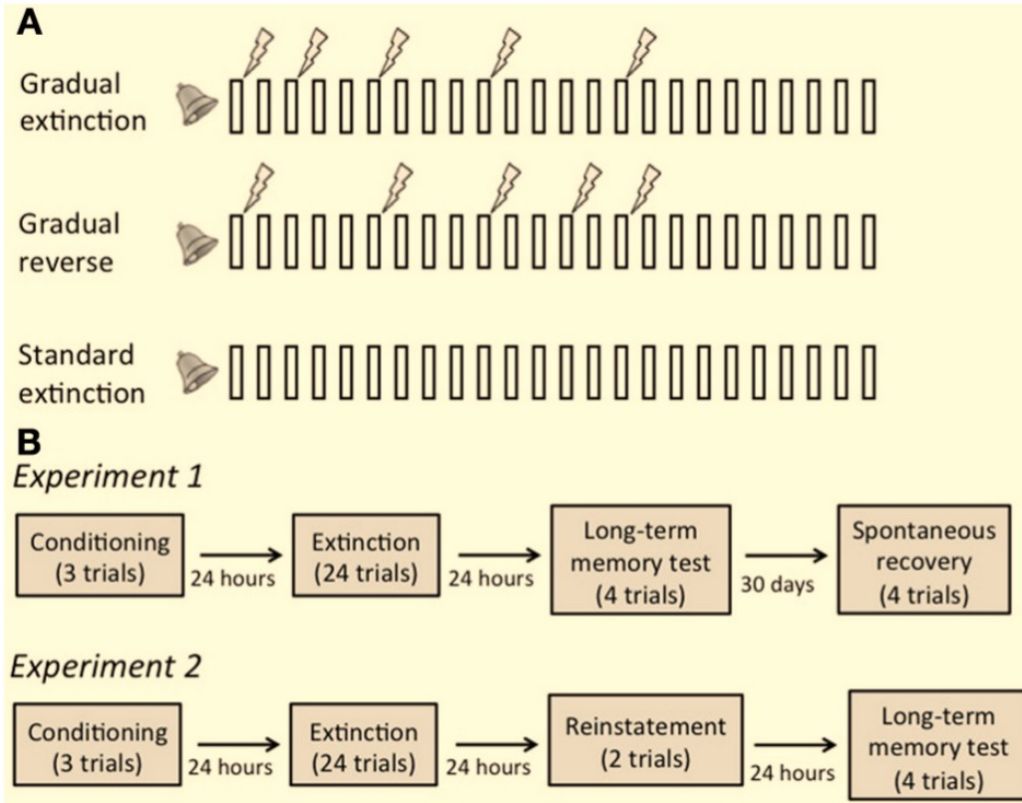 A
Gradual
extinction
Gradual
reverse
Standard
extinction
B
Experiment 1
Conditioning
(3 trials)
24 hours
Extinction
(24 trials)
24 hours
Long-term
memory test
(4 trials)
30 days
Spontaneous
recovery
(4 trials)
Experiment 2
Conditioning
(3 trials)
24 hours
Extinction
(24 trials)
24 hours
Reinstatement
(2 trials)
24 hours
Long-term
memory test
(4 trials)